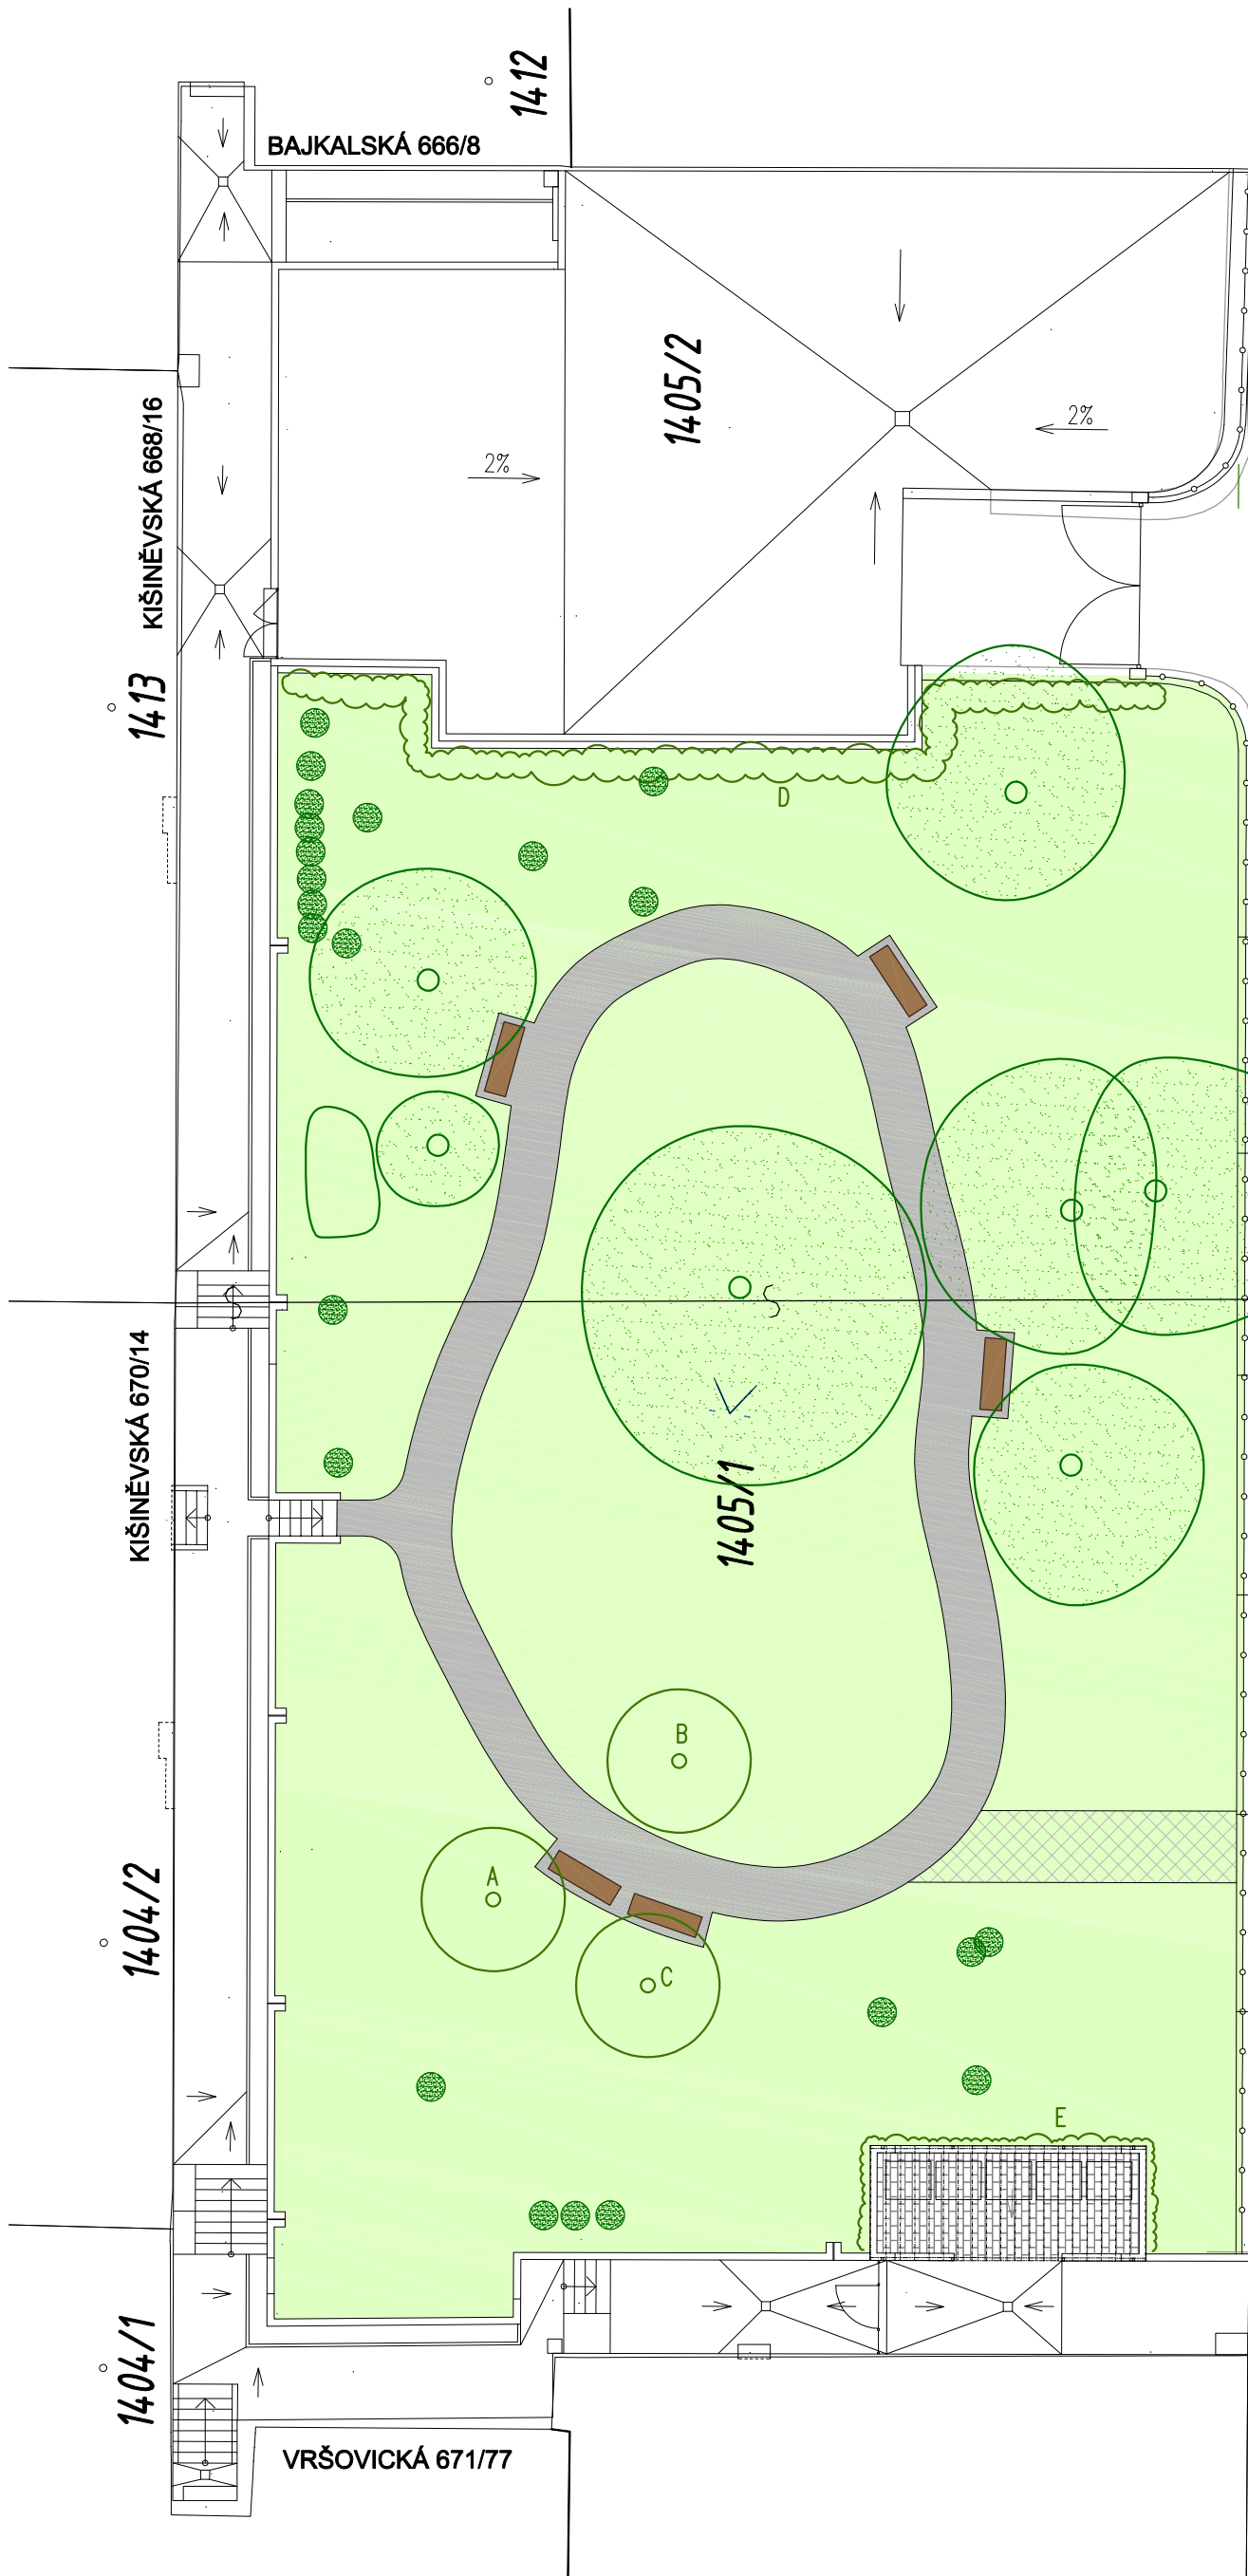 1412
BAJKALSKÁ 666/8
1405/2
2%
2%
KIŠINĚVSKÁ 668/16
1413
D
KIŠINĚVSKÁ 670/14
1405/1
B
A
C
1404/2
E
1404/1
VRŠOVICKÁ 671/77